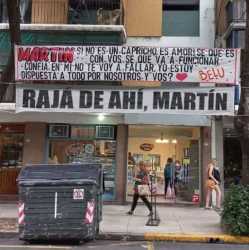 MARTIN SI NO ES UN CAPRICHO, ES AMOR! SE QUE ES
CON VOS, SE QUE VA A FUNCIONAR
CONFIA EN MI NO TE VOY A FALLAR, YO ESTOY
DISPUESTA A TODO POR NOSOTROS Y VOS? BELU
RAJÁ DE AHÍ, MARTÍN